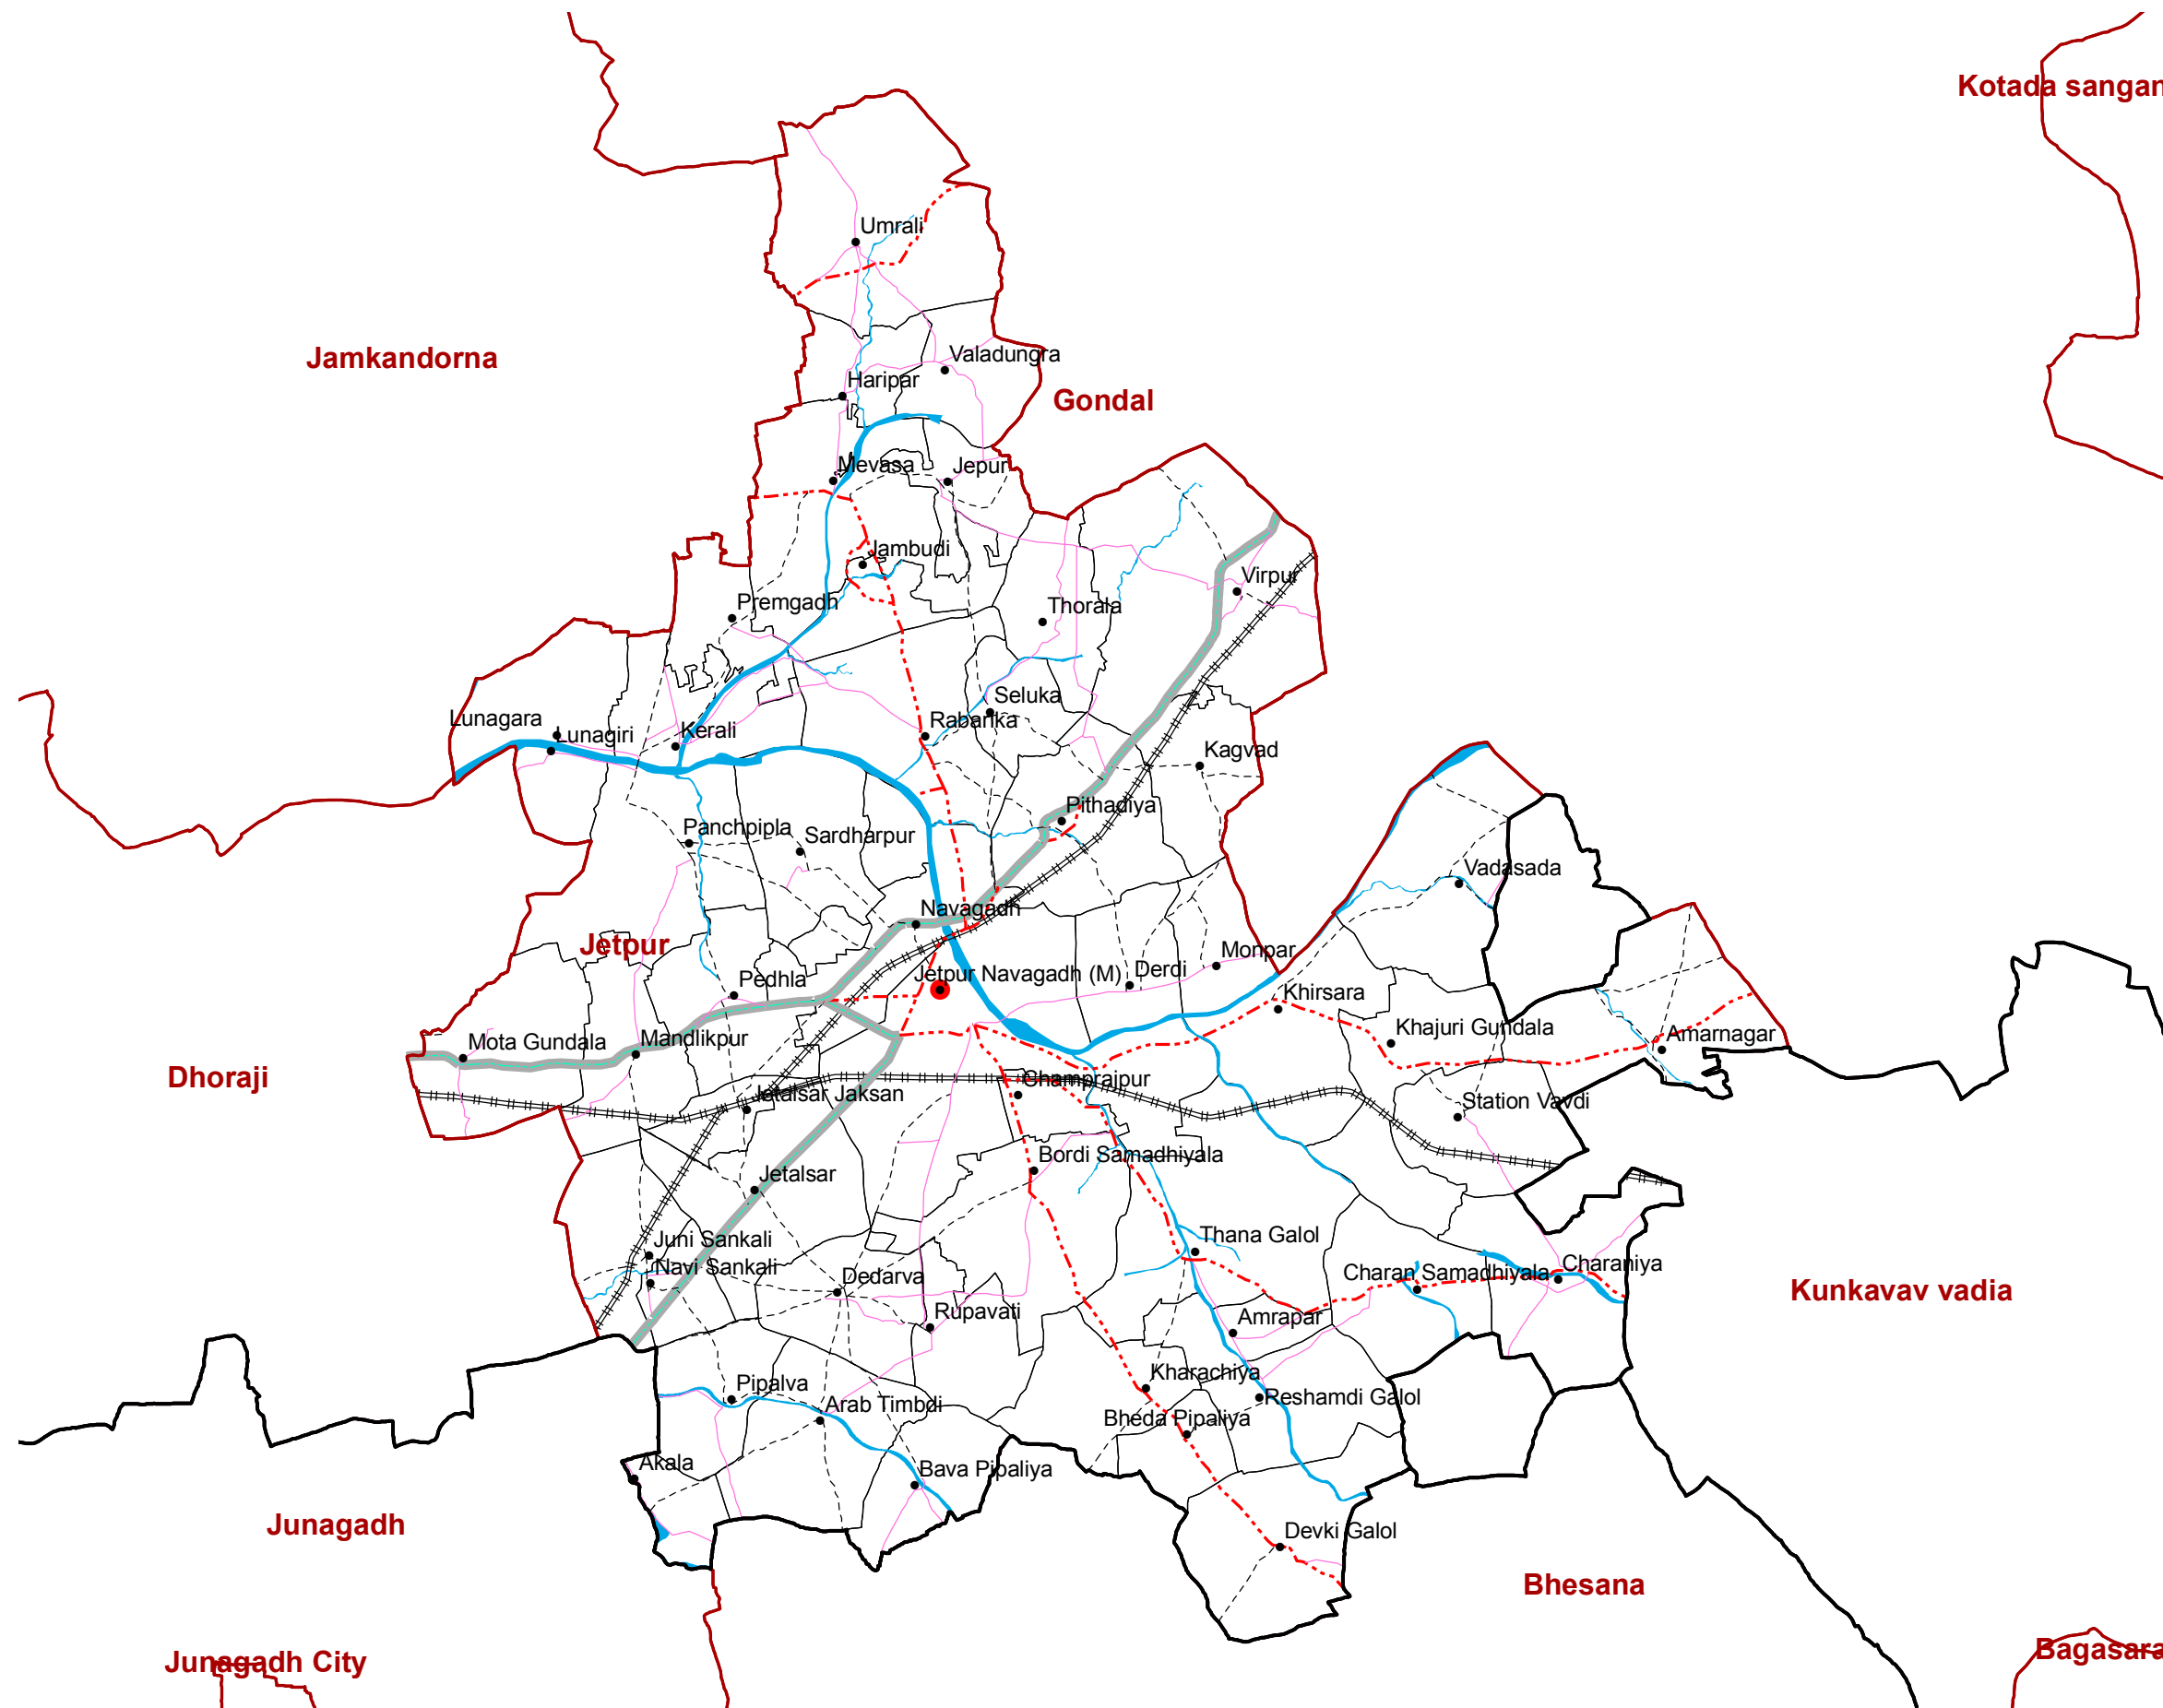 Kotada sangan
Umrali
Jamkandorna
Valadungra
Haripar
Gondal
Mevasa
Jepur
Jambudi
Virpur
Premgadh
Thorala
Seluka
Lunagara
Rabarika
Lunagiri
Kerali
Kagvad
Pithadiya
Panchpipla
Sardharpur
Vadasada
Navagadh
Jetpur
Monpar
Pedhla
Jetpur Navagadh (M)
Derdi
Khirsara
Khajuri Gundala
Amarnagar
Mota Gundala
Mandlikpur
Dhoraji
Champrajpur
Jetalsar Jaksan
Station Vavdi
Bordi Samadhiyala
Jetalsar
Thana Galol
Juni Sankali
Navi Sankali
Dedarva
Charan Samadhiyala
Charaniya
Kunkavav vadia
Rupavati
Amrapar
Kharachiya
Pipalva
Reshamdi Galol
Arab Timbdi
Bheda Pipaliya
Akala
Bava Pipaliya
Junagadh
Devki Galol
Bhesana
Junagadh City
Bagasara